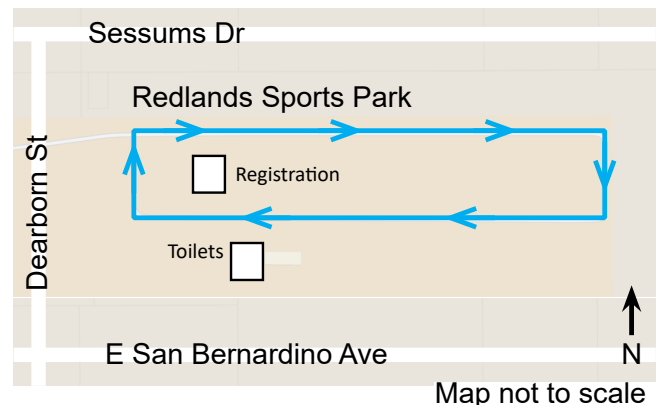 Sessums Dr
Redlands Sports Park
Registration
Dearborn St
Toilets
E San Bernardino Ave
N
Map not to scale